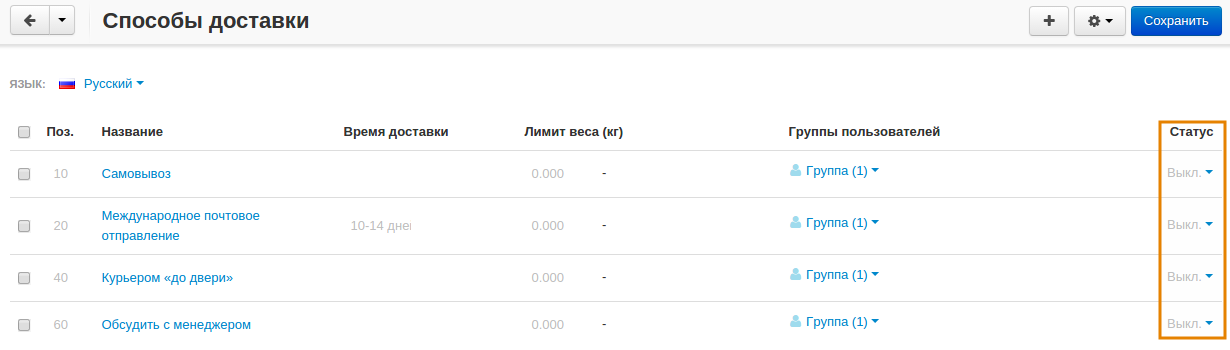 Способы доставки
Сохранить
ЯЗЫК: Русский
Поз. Название Время доставки Лимит веса (кг) Группы пользователей Статус
10 Самовывоз 0.000 - Группа (1) Выкл.
20 Международное почтовое отправление 10-14 дне 0.000 - Группа (1) Выкл.
40 Курьером «до двери» 0.000 - Группа (1) Выкл.
60 Обсудить с менеджером 0.000 - Группа (1) Выкл.